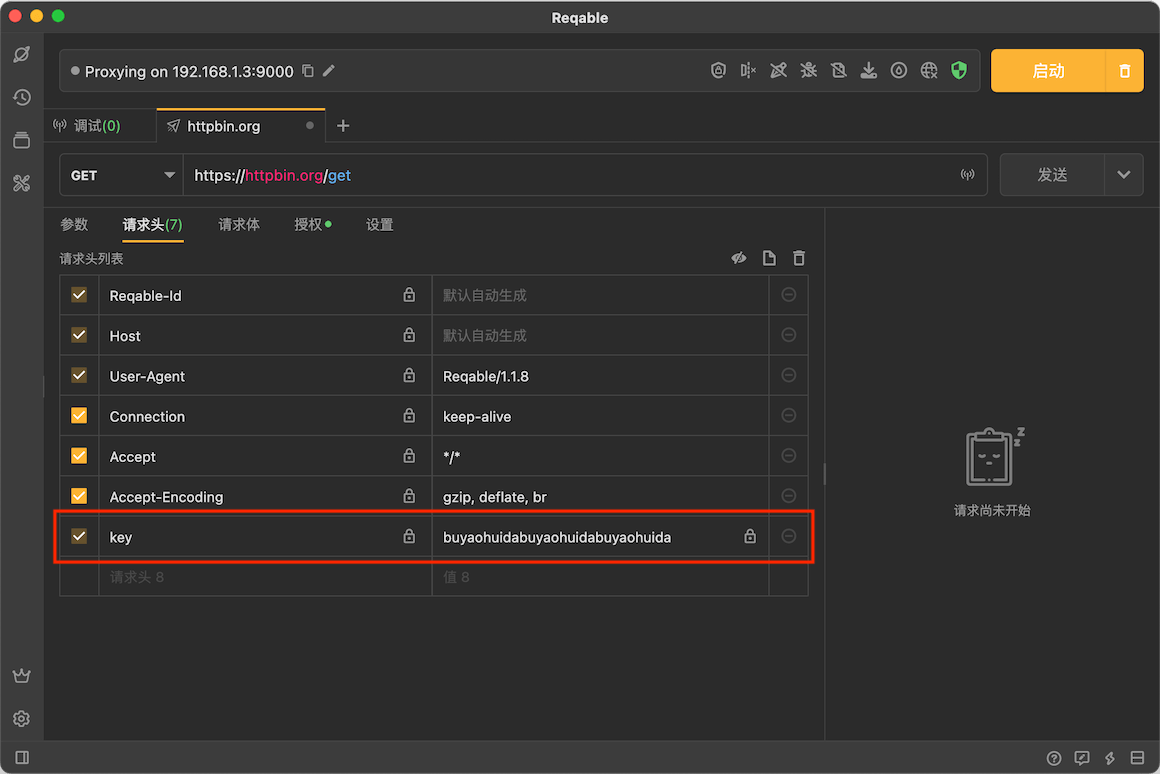 Reqable
Proxying on 192.168.1.3:9000
启动
调试(0)
httpbin.org
GET
https://httpbin.org/get
发送
参数
请求头(7)
请求体
授权
设置
请求头列表
Reqable-Id 默认自动生成
Host 默认自动生成
User-Agent Reqable/1.1.8
Connection keep-alive
Accept */*
Accept-Encoding gzip, deflate, br
key buyaohuidabuyaohuidabuyaohuida
请求头 8 值 8
z
z
z
请求尚未开始